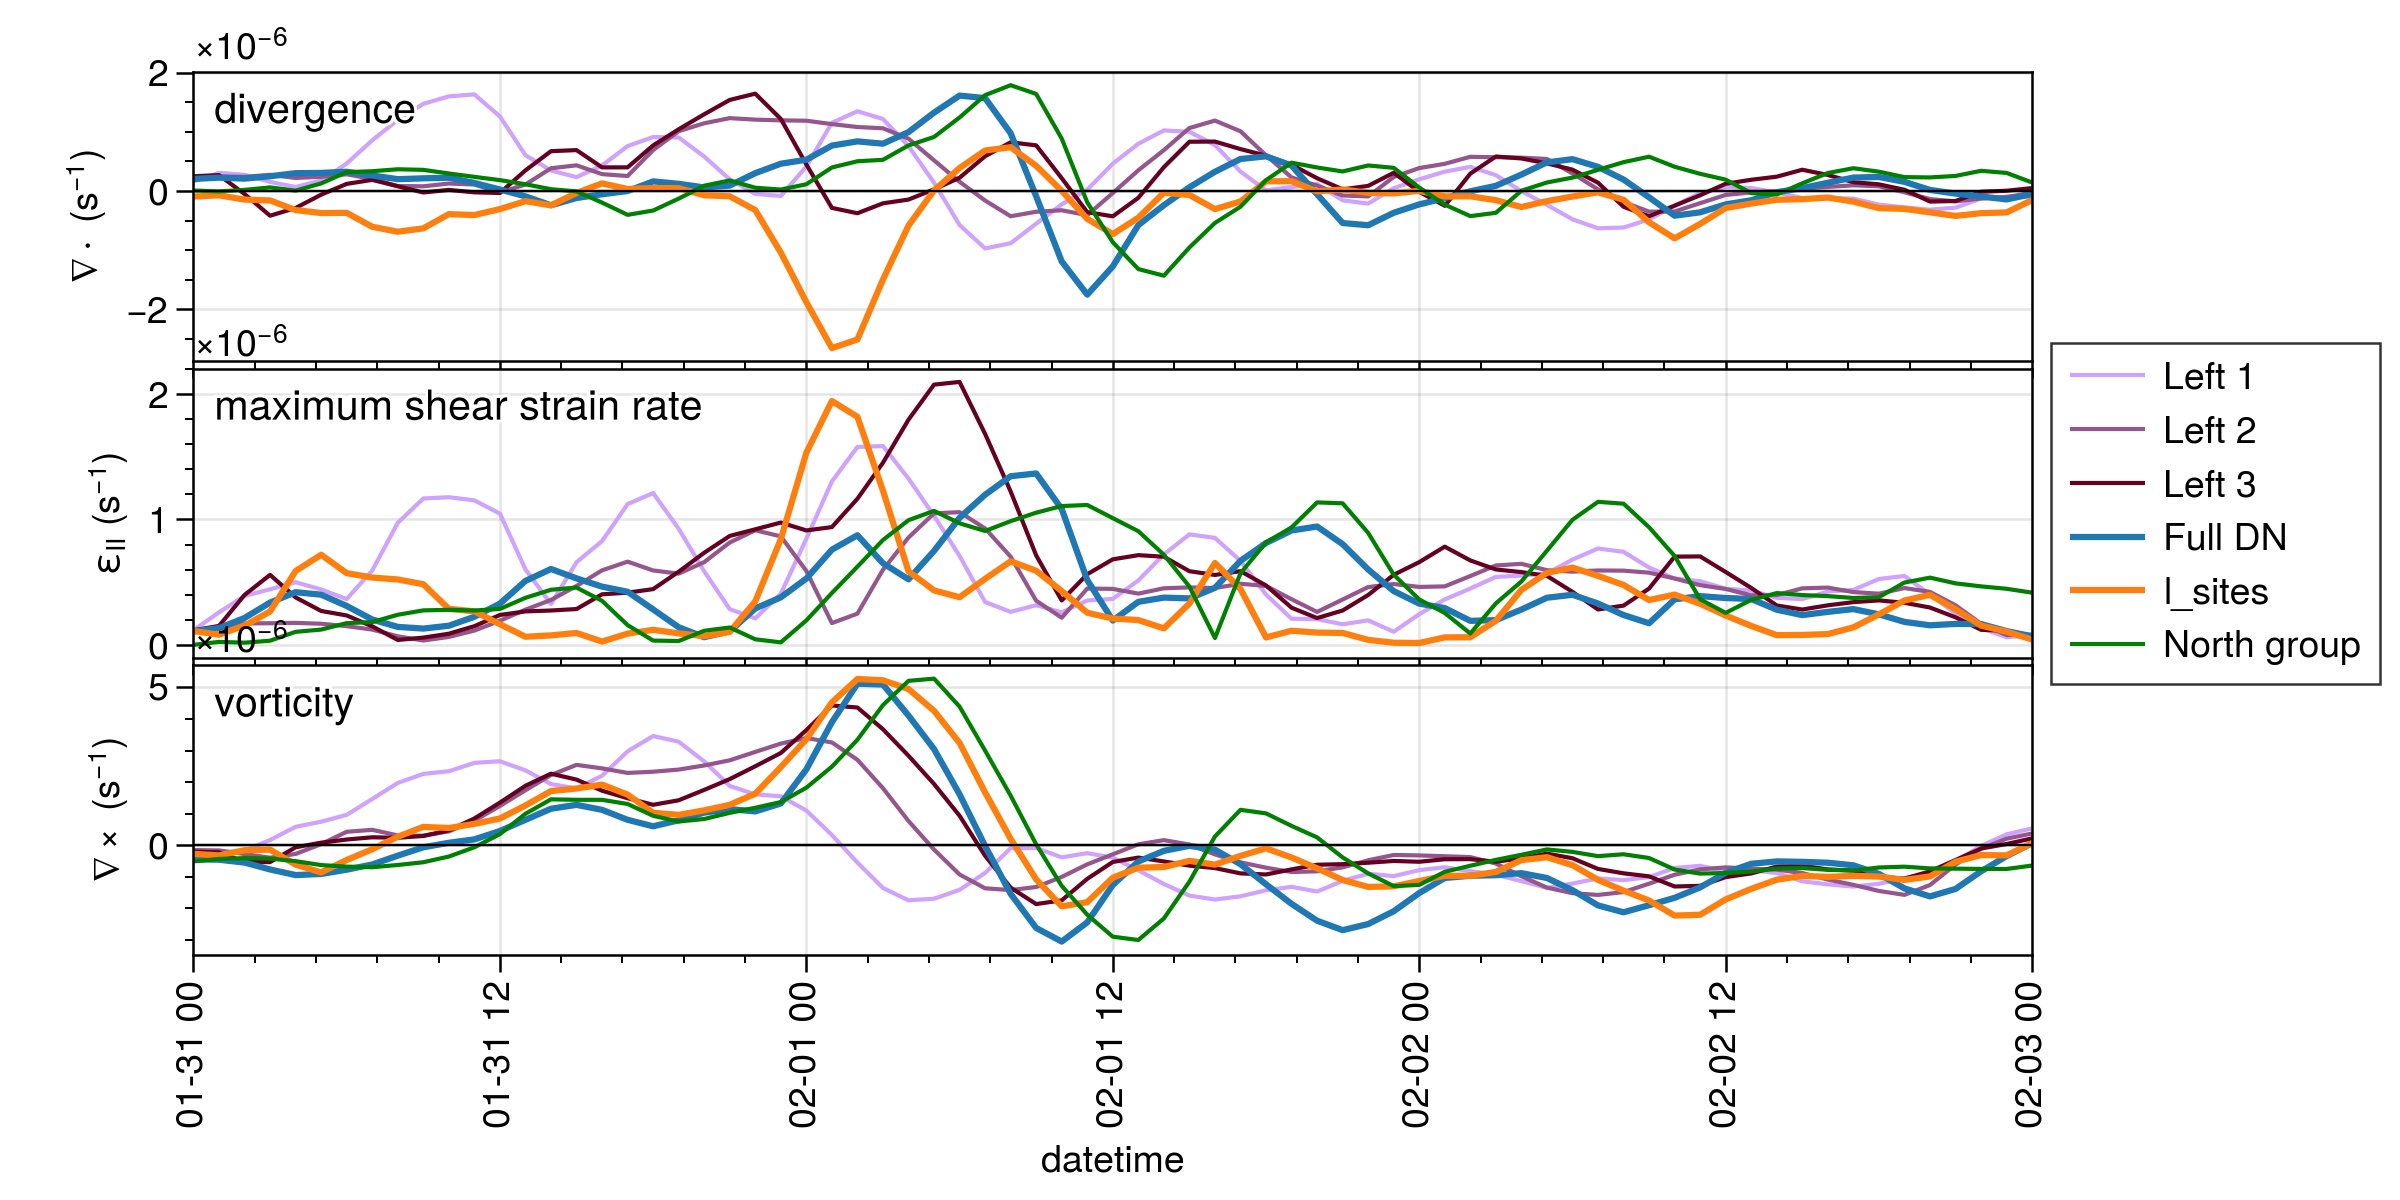 ×10⁻⁶
2
0
−2
∇ · (s⁻¹)
divergence
×10⁻⁶
2
1
0
ε_II (s⁻¹)
maximum shear strain rate
×10⁻⁶
5
0
∇ × (s⁻¹)
vorticity
01-31 00
01-31 12
02-01 00
02-01 12
02-02 00
02-02 12
02-03 00
datetime
Left 1
Left 2
Left 3
Full DN
I_sites
North group